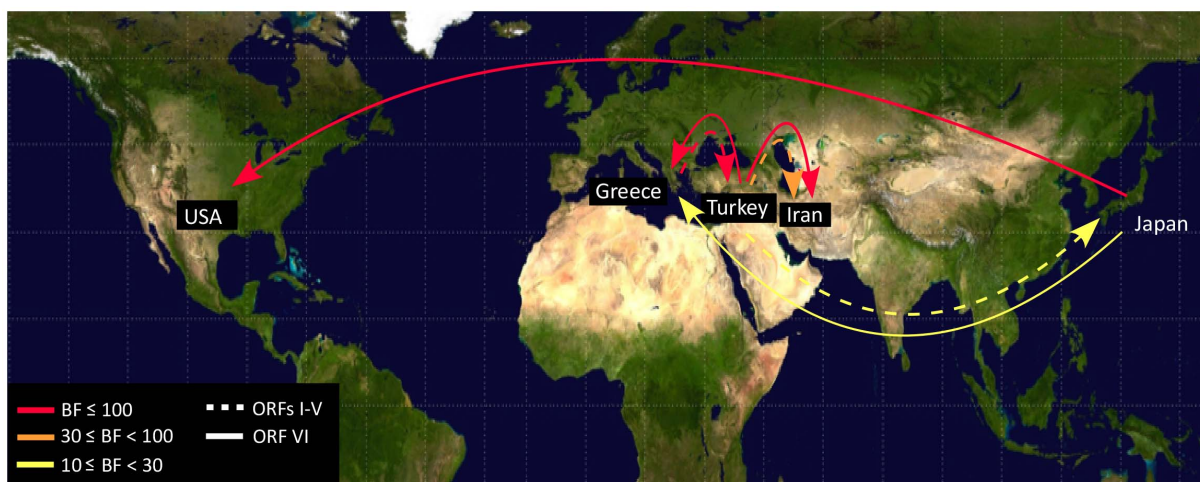 Greece
Turkey
Iran
USA
Japan
BF ≤ 100
ORFs I-V
30 ≤ BF < 100
ORF VI
10 ≤ BF < 30